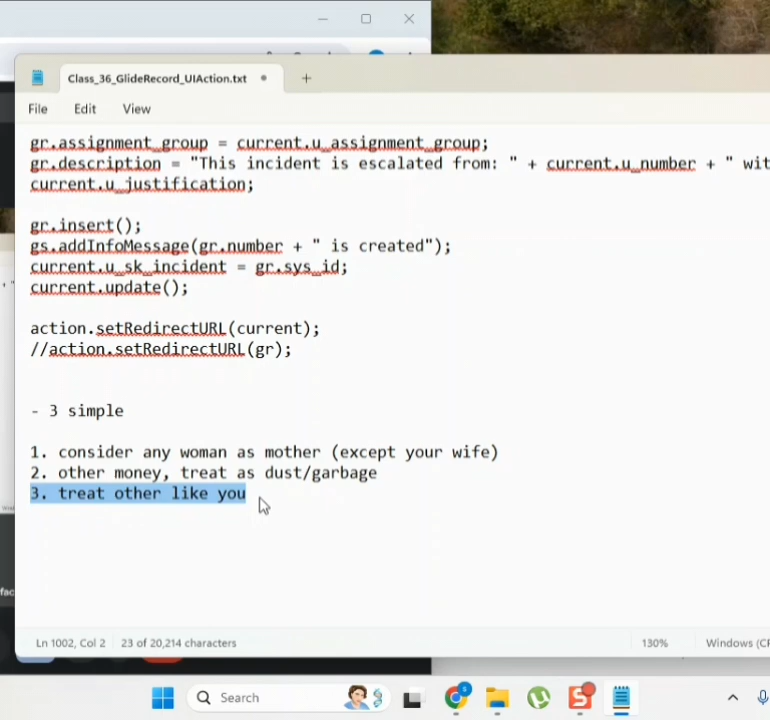 Class_36_GlideRecord_UIAction.txt
File Edit View
gr.assignment_group = current.u_assignment_group;
gr.description = "This incident is escalated from: " + current.u_number + " wit
current.u_justification;
gr.insert();
gs.addInfoMessage(gr.number + " is created");
current.u_sk_incident = gr.sys_id;
current.update();
action.setRedirectURL(current);
//action.setRedirectURL(gr);
- 3 simple
1. consider any woman as mother (except your wife)
2. other money, treat as dust/garbage
3. treat other like you
Ln 1002, Col 2 23 of 20,214 characters 130% Windows (CF
Search